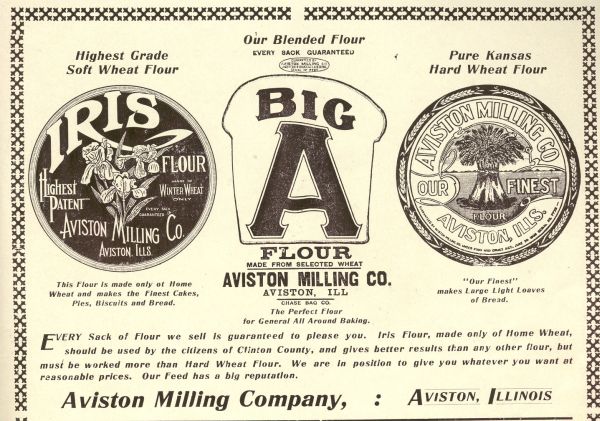 Highest Grade
Soft Wheat Flour
IRIS
FLOUR
HIGHEST
PATENT
MADE OF
WINTER WHEAT
ONLY
EVERY SACK
GUARANTEED
AVISTON MILLING CO.
AVISTON, ILLS.
This Flour is made only of Home
Wheat and makes the Finest Cakes,
Pies, Biscuits and Bread.
Our Blended Flour
EVERY SACK GUARANTEED
BIG
A
FLOUR
MADE FROM SELECTED WHEAT
AVISTON MILLING CO.
AVISTON, ILL
CHASE BAG CO.
The Perfect Flour
for General All Around Baking.
Pure Kansas
Hard Wheat Flour
AVISTON MILLING CO.
OUR FINEST
FLOUR
AVISTON, ILLS.
"Our Finest"
makes Large Light Loaves
of Bread.
EVERY Sack of Flour we sell is guaranteed to please you. Iris Flour, made only of Home Wheat,
should be used by the citizens of Clinton County, and gives better results than any other flour, but
must be worked more than Hard Wheat Flour. We are in position to give you whatever you want at
reasonable prices. Our Feed has a big reputation.
Aviston Milling Company, : AVISTON, ILLINOIS